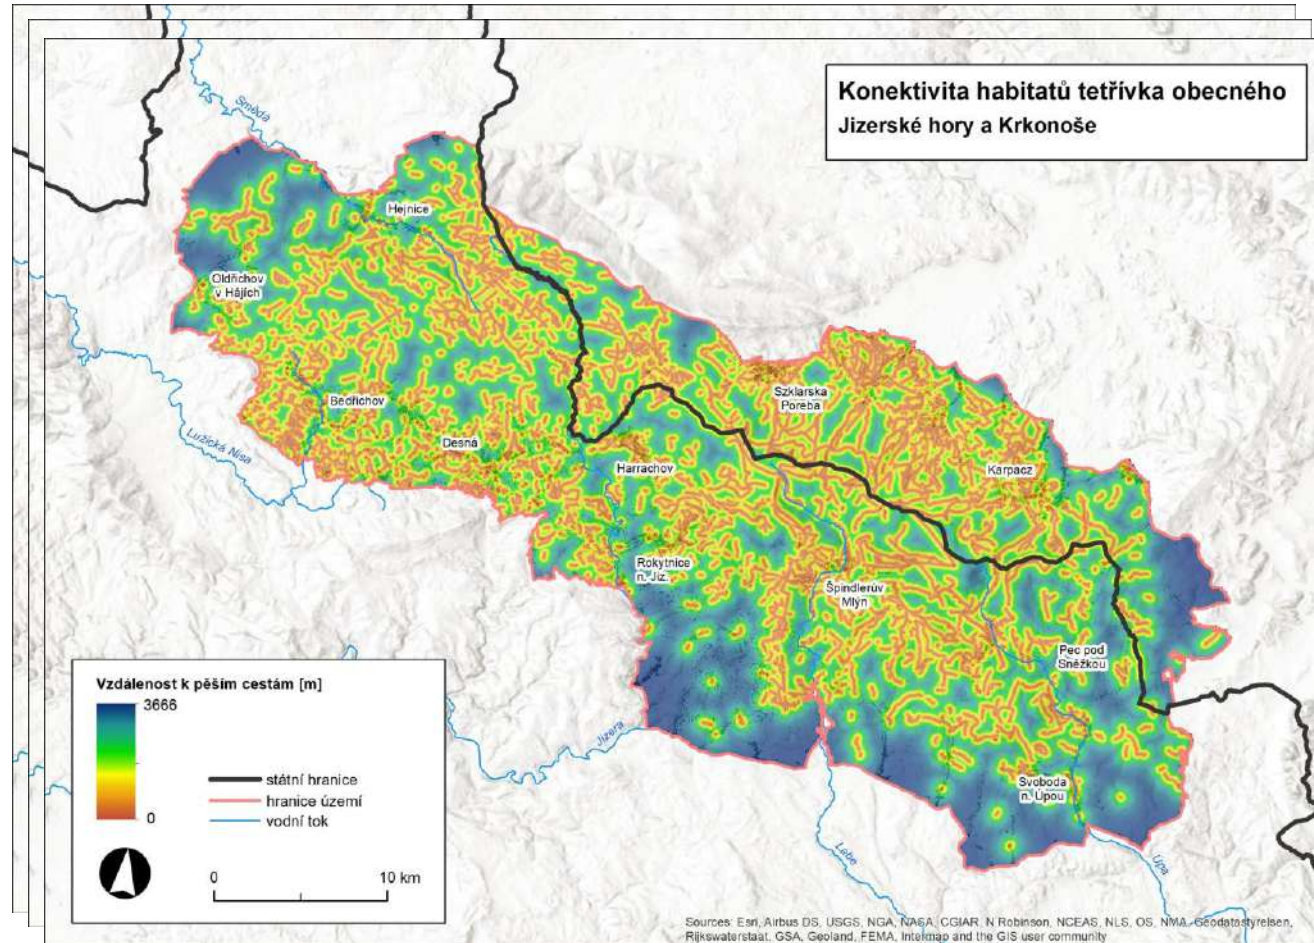 Konektivita habitatů tetřívka obecného
Jizerské hory a Krkonoše
Smědá
Hejnice
Oldřichov
v Hájích
Bedřichov
Lužická Nisa
Desná
Szklarska
Poreba
Harrachov
Karpacz
Rokytnice
n. Jiz.
Špindlerův
Mlýn
Pec pod
Sněžkou
Svoboda
n. Úpou
Jizera
Labe
Úpa
Vzdálenost k pěším cestám [m]
3666
0
státní hranice
hranice území
vodní tok
0 10 km
Sources: Esri, Airbus DS, USGS, NGA, NASA, CGIAR, N Robinson, NCEAS, NLS, OS, NMA, Geodatastyrelsen,
Rijkswaterstaat, GSA, Geoland, FEMA, Intermap and the GIS user community